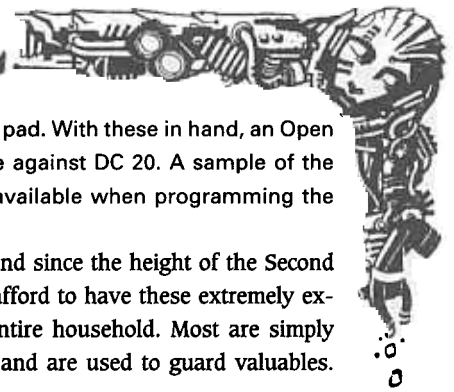 pad. With these in hand, an Open
e against DC 20. A sample of the
available when programming the
nd since the height of the Second
afford to have these extremely ex-
entire household. Most are simply
and are used to guard valuables.